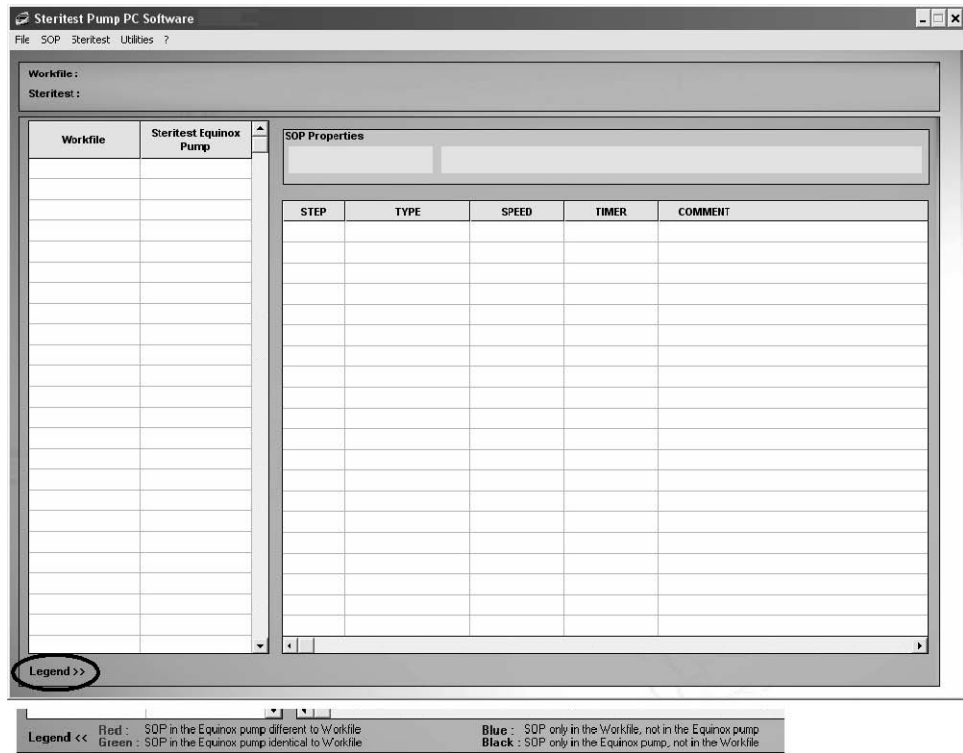 Steritest Pump PC Software
File SOP Steritest Utilities ?
Workfile :
Steritest :
Workfile
Steritest Equinox
Pump
SOP Properties
STEP TYPE SPEED TIMER COMMENT
Legend >>
Legend <<
Red : SOP in the Equinox pump different to Workfile
Green : SOP in the Equinox pump identical to Workfile
Blue : SOP only in the Workfile, not in the Equinox pump
Black : SOP only in the Equinox pump, not in the Workfile